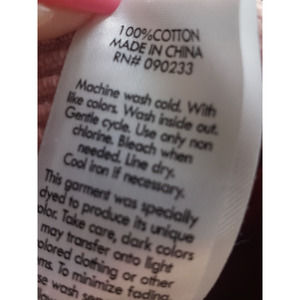 100%COTTON
MADE IN CHINA
RN# 090233
Machine wash cold. With
like colors. Wash inside out.
Gentle cycle. Use only non
chlorine. Bleach when
needed. Line dry.
Cool iron if necessary.
This garment was specially
dyed to produce its unique
color. Take care, dark colors
may transfer onto light
colored clothing or other
To minimize fading
wash